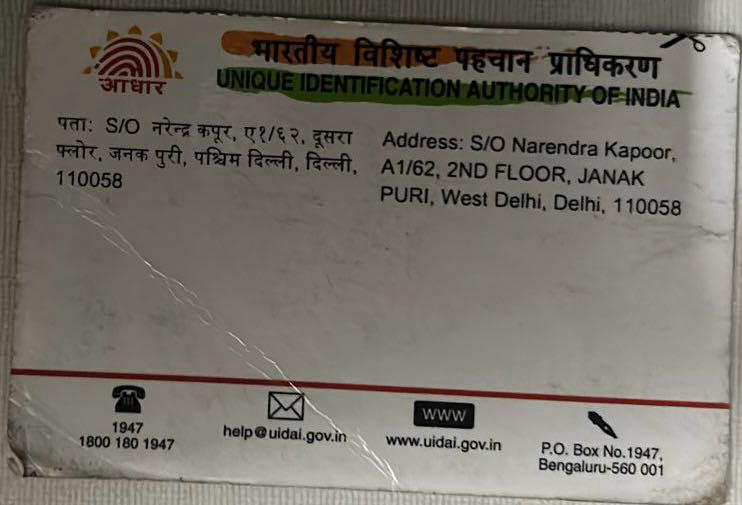 आधार
भारतीय विशिष्ट पहचान प्राधिकरण
UNIQUE IDENTIFICATION AUTHORITY OF INDIA
पता: S/O नरेन्द्र कपूर, ए१/६२, दूसरा
फ्लोर, जनक पुरी, पश्चिम दिल्ली, दिल्ली,
110058
Address: S/O Narendra Kapoor,
A1/62, 2ND FLOOR, JANAK
PURI, West Delhi, Delhi, 110058
1947
1800 180 1947
help@uidai.gov.in
WWW
www.uidai.gov.in
P.O. Box No.1947,
Bengaluru-560 001